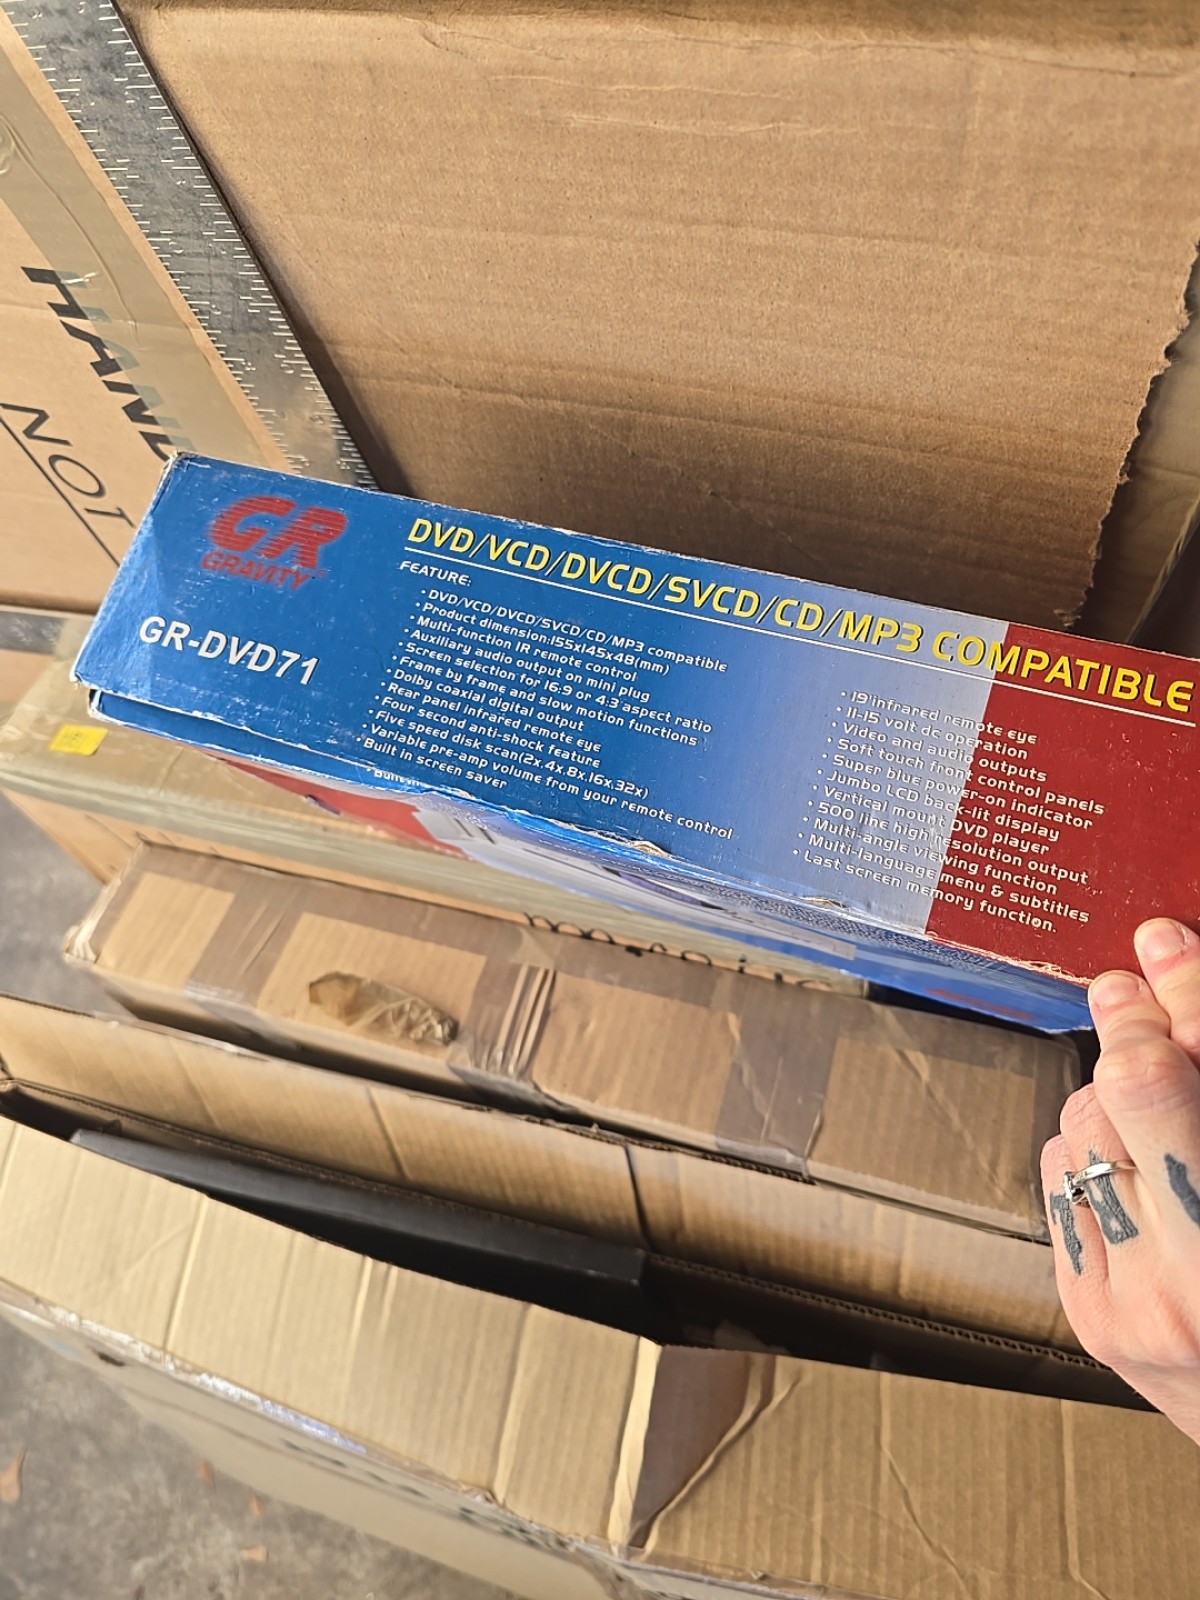 HAND
NOT
GR
GRAVITY
GR-DVD71
DVD/VCD/DVCD/SVCD/CD/MP3 COMPATIBLE
FEATURE:
• DVD/VCD/DVCD/SVCD/CD/MP3 compatible
• Product dimension:155x145x48(mm)
• Multi-function IR remote control
• Auxiliary audio output on mini plug
• Screen selection for 16:9 or 4:3 aspect ratio
• Frame by frame and slow motion functions
• Dolby coaxial digital output
• Rear panel infrared remote eye
• Four second anti-shock feature
• Five speed disk scan(2x.4x.8x.16x.32x)
• Variable pre-amp volume from your remote control
• Built in screen saver
• Built in
• 19'infrared remote eye
• 11-15 volt dc operation
• Video and audio outputs
• Soft touch front control panels
• Super blue power-on indicator
• Jumbo LCD back-lit display
• Vertical mount DVD player
• 500 line high resolution output
• Multi-angle viewing function
• Multi-language menu & subtitles
• Last screen memory function.